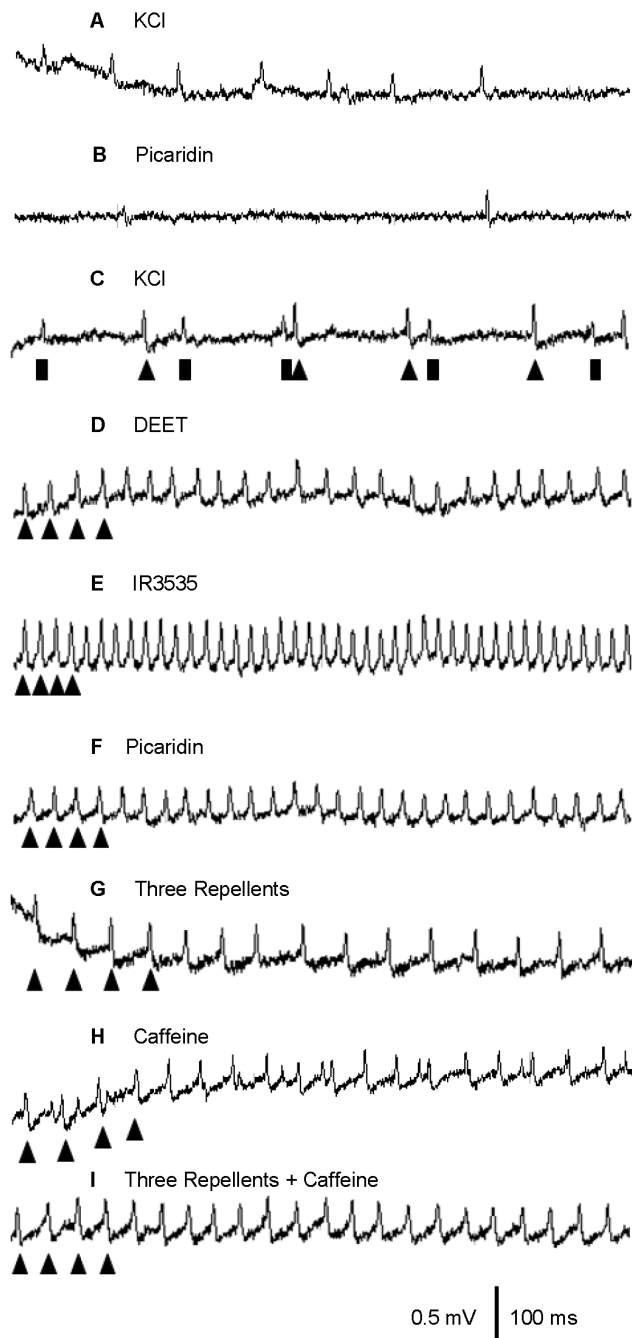 A KCl
B Picaridin
C KCl
D DEET
E IR3535
F Picaridin
G Three Repellents
H Caffeine
I Three Repellents + Caffeine
0.5 mV 100 ms